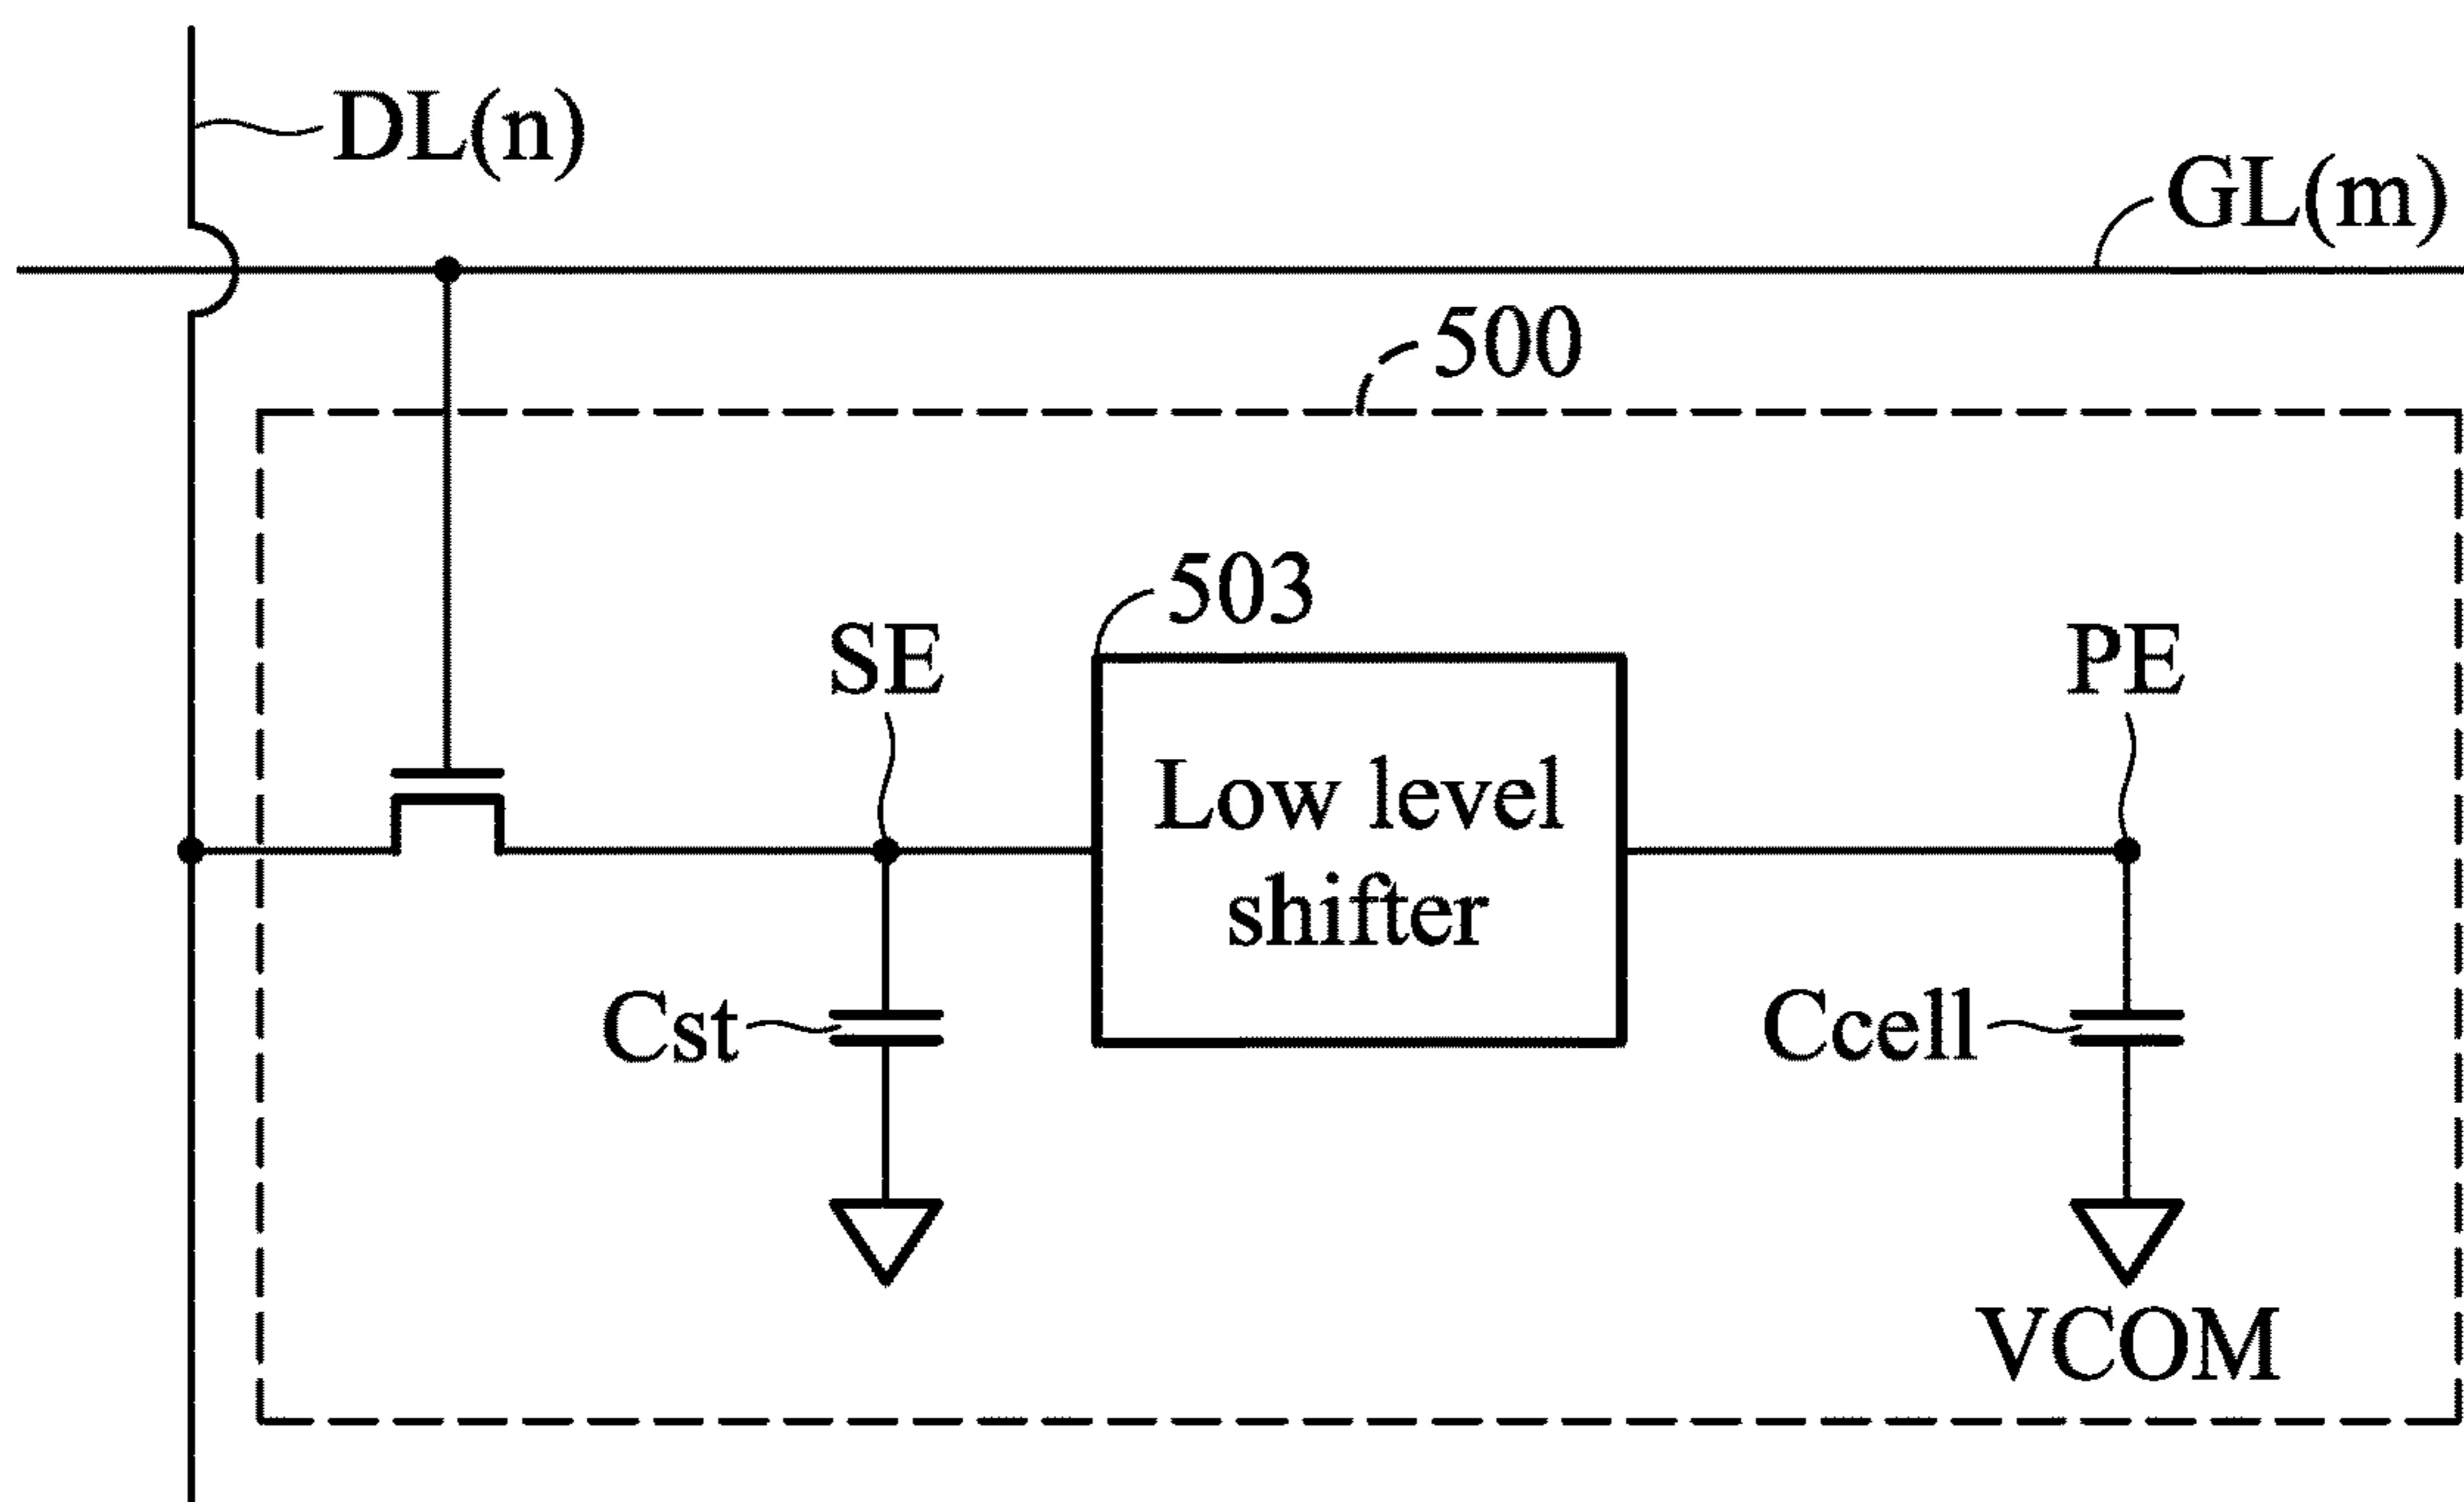 DL(n)
GL(m)
500
503
SE
PE
Low level
shifter
Cst
Ccell
VCOM